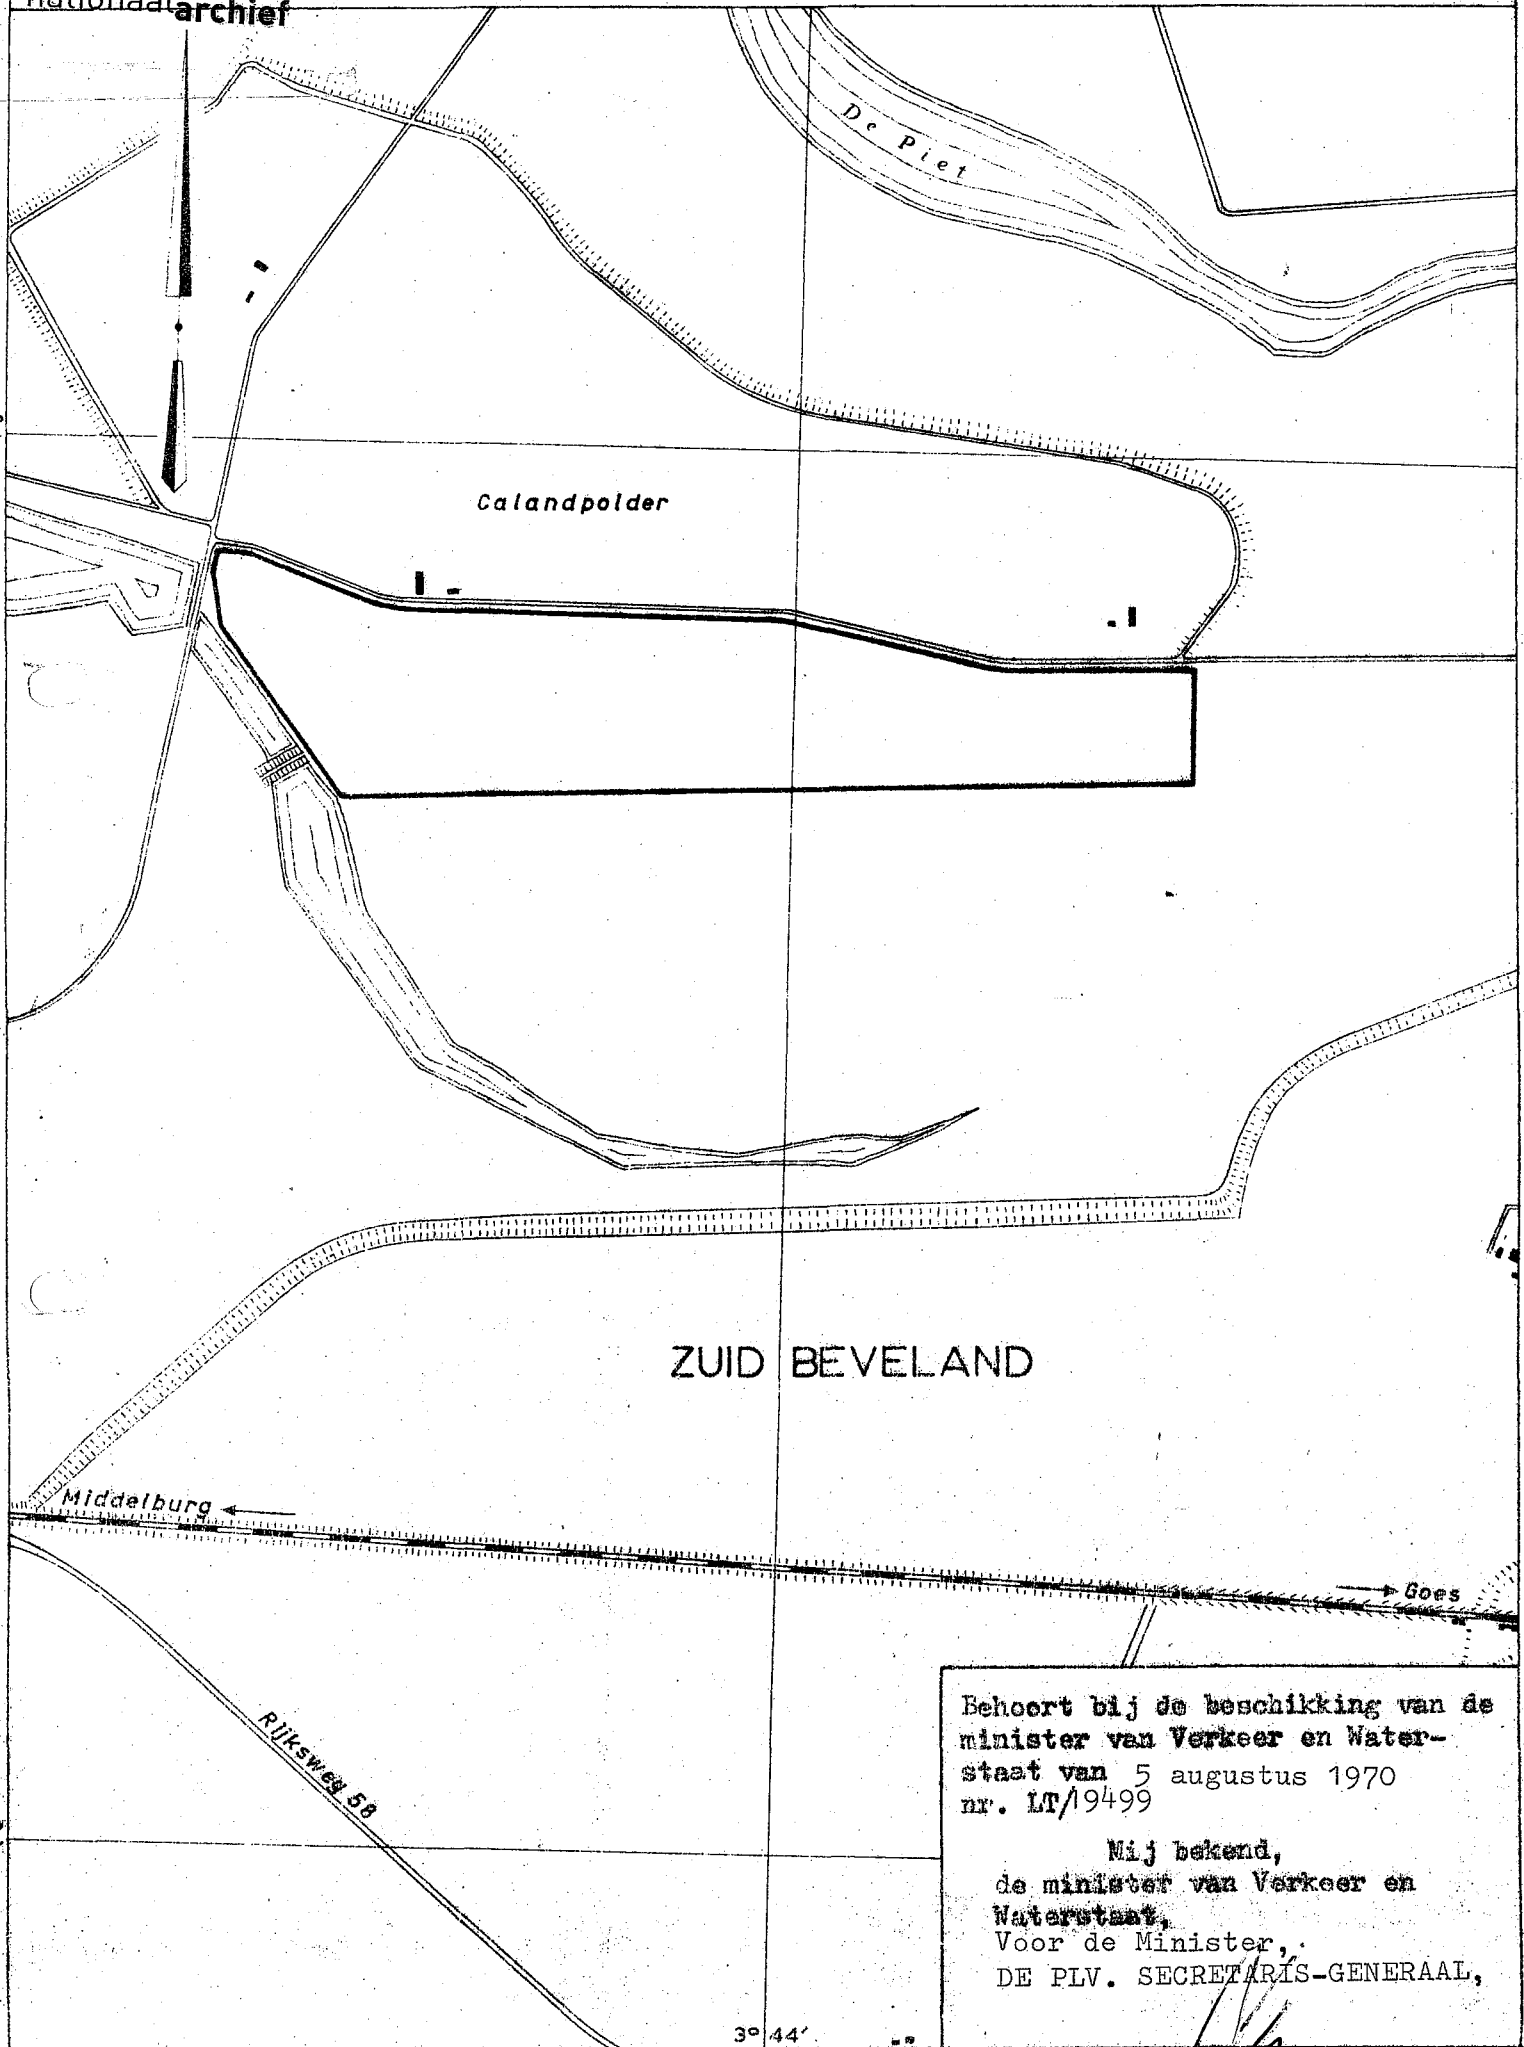 nationaal archief
De Piet
Calandpolder
ZUID BEVELAND
Middelburg
Goes
Rijksweg 58
Behoort bij de beschikking van de
minister van Verkeer en Water-
staat van 5 augustus 1970
nr. LT/19499
Mij bekend,
de minister van Verkeer en
Waterstaat,
Voor de Minister,
DE PLV. SECRETARIS-GENERAAL,
3° 44'